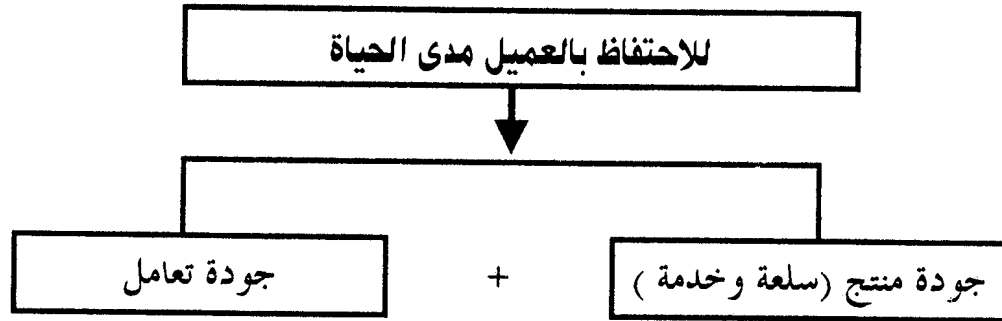 للاحتفاظ بالعميل مدى الحياة
جودة منتج (سلعة وخدمة ) + جودة تعامل